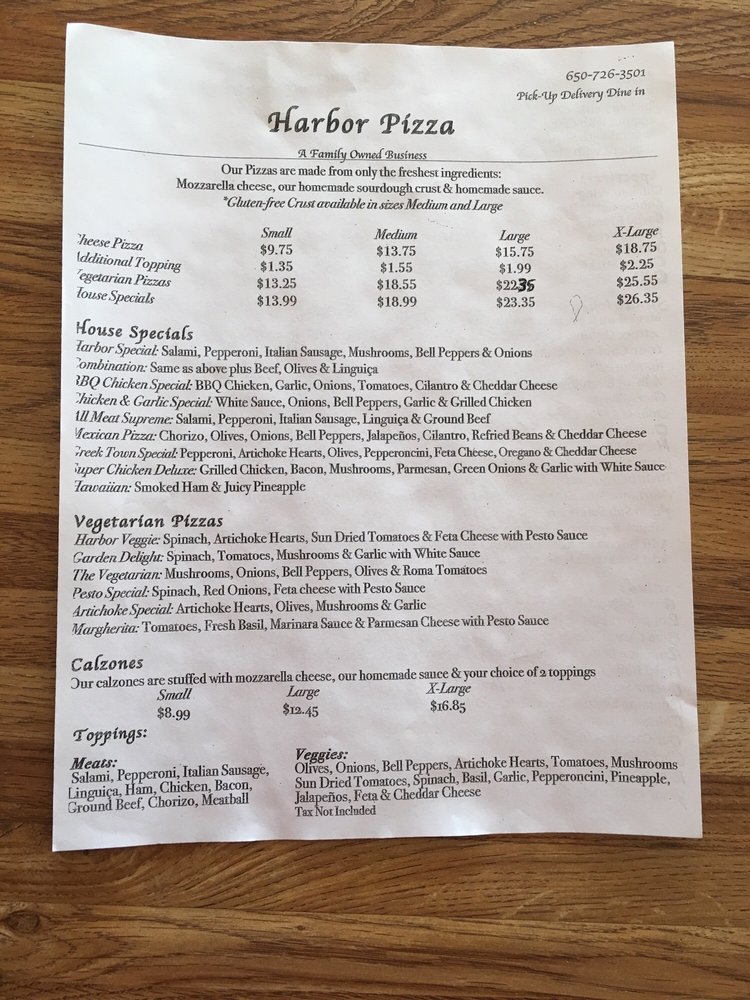 650-726-3501
Pick-Up Delivery Dine in
Harbor Pizza
A Family Owned Business
Our Pizzas are made from only the freshest ingredients:
Mozzarella cheese, our homemade sourdough crust & homemade sauce.
*Gluten-free Crust available in sizes Medium and Large
Small Medium Large X-Large
Cheese Pizza $9.75 $13.75 $15.75 $18.75
Additional Topping $1.35 $1.55 $1.99 $2.25
Vegetarian Pizzas $13.25 $18.55 $22.35 $25.55
House Specials $13.99 $18.99 $23.35 $26.35
House Specials
Harbor Special: Salami, Pepperoni, Italian Sausage, Mushrooms, Bell Peppers & Onions
Combination: Same as above plus Beef, Olives & Linguiça
BBQ Chicken Special: BBQ Chicken, Garlic, Onions, Tomatoes, Cilantro & Cheddar Cheese
Chicken & Garlic Special: White Sauce, Onions, Bell Peppers, Garlic & Grilled Chicken
All Meat Supreme: Salami, Pepperoni, Italian Sausage, Linguiça & Ground Beef
Mexican Pizza: Chorizo, Olives, Onions, Bell Peppers, Jalapeños, Cilantro, Refried Beans & Cheddar Cheese
Greek Town Special: Pepperoni, Artichoke Hearts, Olives, Pepperoncini, Feta Cheese, Oregano & Cheddar Cheese
Super Chicken Deluxe: Grilled Chicken, Bacon, Mushrooms, Parmesan, Green Onions & Garlic with White Sauce
Hawaiian: Smoked Ham & Juicy Pineapple
Vegetarian Pizzas
Harbor Veggie: Spinach, Artichoke Hearts, Sun Dried Tomatoes & Feta Cheese with Pesto Sauce
Garden Delight: Spinach, Tomatoes, Mushrooms & Garlic with White Sauce
The Vegetarian: Mushrooms, Onions, Bell Peppers, Olives & Roma Tomatoes
Pesto Special: Spinach, Red Onions, Feta cheese with Pesto Sauce
Artichoke Special: Artichoke Hearts, Olives, Mushrooms & Garlic
Margherita: Tomatoes, Fresh Basil, Marinara Sauce & Parmesan Cheese with Pesto Sauce
Calzones
Our calzones are stuffed with mozzarella cheese, our homemade sauce & your choice of 2 toppings
Small Large X-Large
$8.99 $12.45 $16.85
Toppings:
Meats:
Salami, Pepperoni, Italian Sausage,
Linguiça, Ham, Chicken, Bacon,
Ground Beef, Chorizo, Meatball
Veggies:
Olives, Onions, Bell Peppers, Artichoke Hearts, Tomatoes, Mushrooms
Sun Dried Tomatoes, Spinach, Basil, Garlic, Pepperoncini, Pineapple,
Jalapeños, Feta & Cheddar Cheese
Tax Not Included